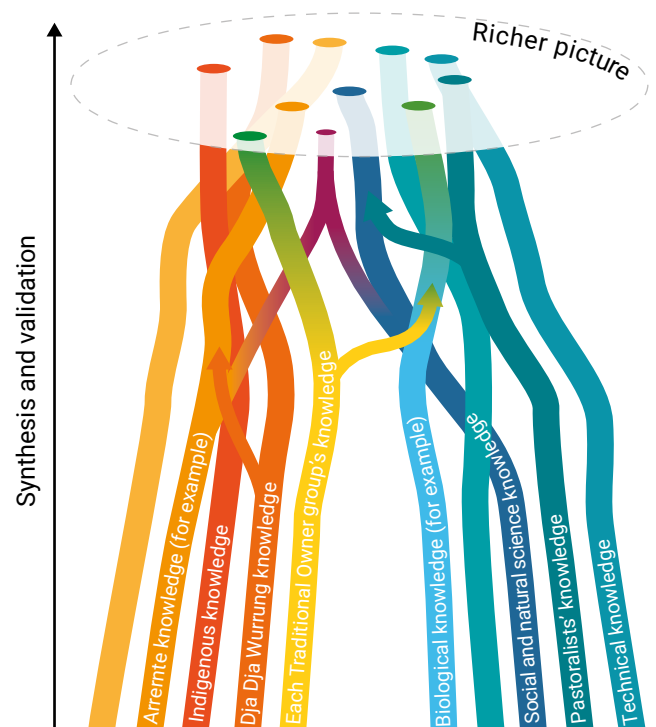 Richer picture
Synthesis and validation
Arrernte knowledge (for example)
Indigenous knowledge
Dja Dja Wurrung knowledge
Each Traditional Owner group's knowledge
Biological knowledge (for example)
Social and natural science knowledge
knowledge
Pastoralists' knowledge
Technical knowledge